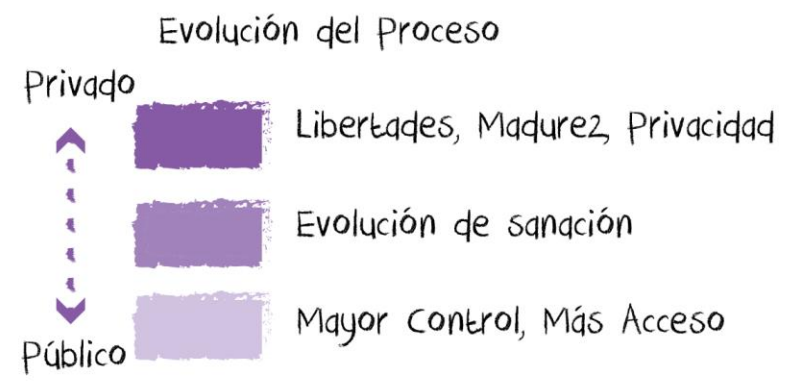 Evolución del Proceso
Privado
Libertades, Madurez, Privacidad
Evolución de sanación
Mayor Control, Más Acceso
Público